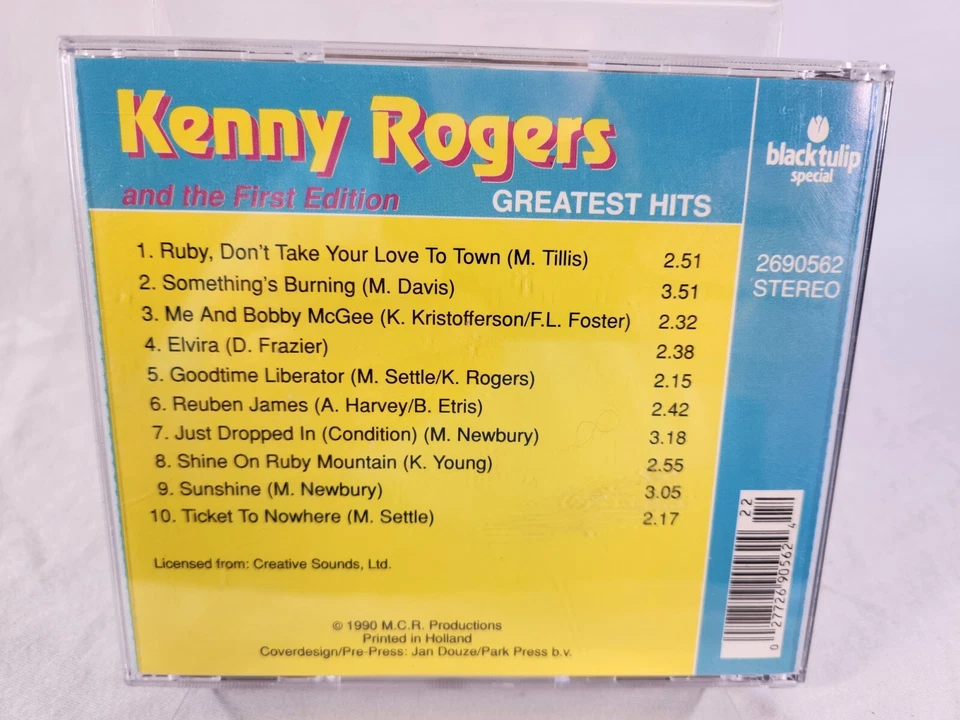 Kenny Rogers
and the First Edition GREATEST HITS
black tulip
special
2690562
STEREO
1. Ruby, Don't Take Your Love To Town (M. Tillis) 2.51
2. Something's Burning (M. Davis) 3.51
3. Me And Bobby McGee (K. Kristofferson/F.L. Foster) 2.32
4. Elvira (D. Frazier) 2.38
5. Goodtime Liberator (M. Settle/K. Rogers) 2.15
6. Reuben James (A. Harvey/B. Etris) 2.42
7. Just Dropped In (Condition) (M. Newbury) 3.18
8. Shine On Ruby Mountain (K. Young) 2.55
9. Sunshine (M. Newbury) 3.05
10. Ticket To Nowhere (M. Settle) 2.17
Licensed from: Creative Sounds, Ltd.
© 1990 M.C.R. Productions
Printed in Holland
Coverdesign/Pre-Press: Jan Douze/Park Press b.v.
22
0 27726 90562 4